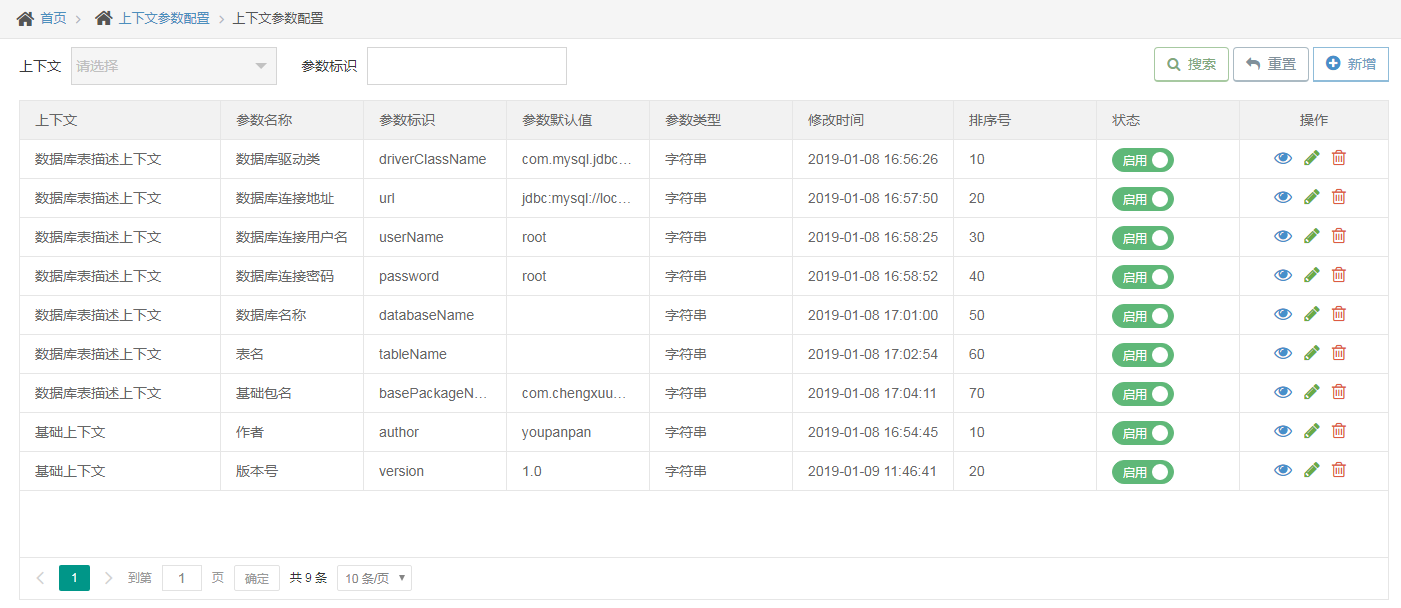 首页 > 上下文参数配置 > 上下文参数配置
上下文 请选择 参数标识 搜索 重置 新增
上下文 参数名称 参数标识 参数默认值 参数类型 修改时间 排序号 状态 操作
数据库表描述上下文 数据库驱动类 driverClassName com.mysql.jdbc... 字符串 2019-01-08 16:56:26 10 启用
数据库表描述上下文 数据库连接地址 url jdbc:mysql://loc... 字符串 2019-01-08 16:57:50 20 启用
数据库表描述上下文 数据库连接用户名 userName root 字符串 2019-01-08 16:58:25 30 启用
数据库表描述上下文 数据库连接密码 password root 字符串 2019-01-08 16:58:52 40 启用
数据库表描述上下文 数据库名称 databaseName 字符串 2019-01-08 17:01:00 50 启用
数据库表描述上下文 表名 tableName 字符串 2019-01-08 17:02:54 60 启用
数据库表描述上下文 基础包名 basePackageN... com.chengxuu... 字符串 2019-01-08 17:04:11 70 启用
基础上下文 作者 author youpanpan 字符串 2019-01-08 16:54:45 10 启用
基础上下文 版本号 version 1.0 字符串 2019-01-09 11:46:41 20 启用
< 1 > 到第 1 页 确定 共 9 条 10 条/页